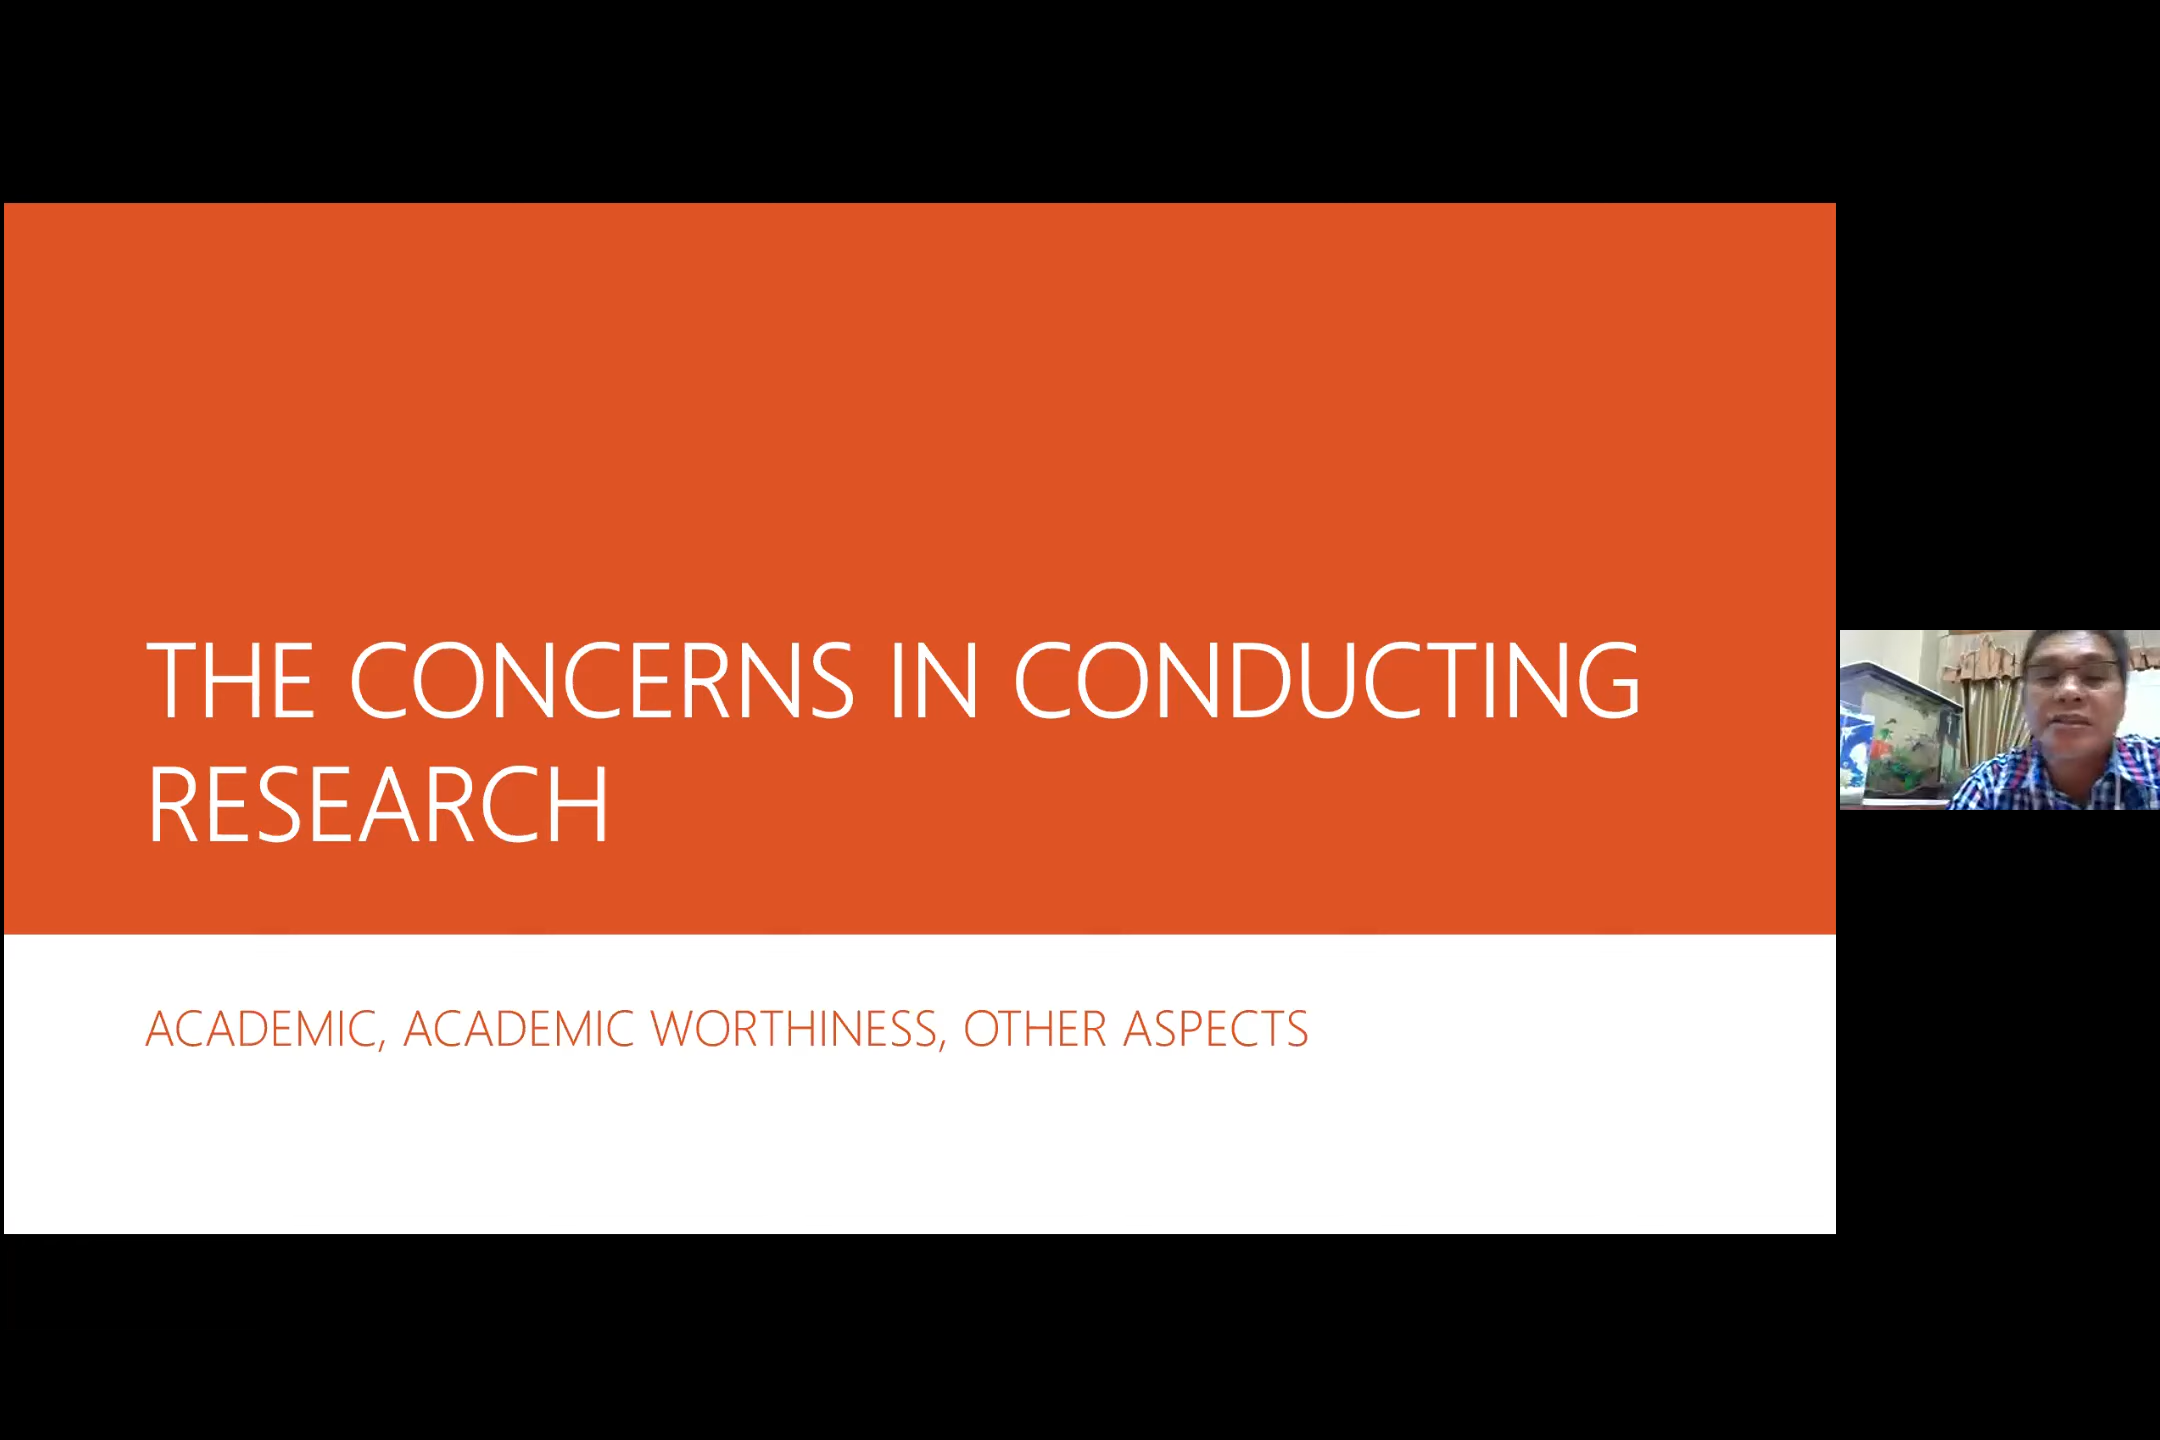 THE CONCERNS IN CONDUCTING
RESEARCH
ACADEMIC, ACADEMIC WORTHINESS, OTHER ASPECTS